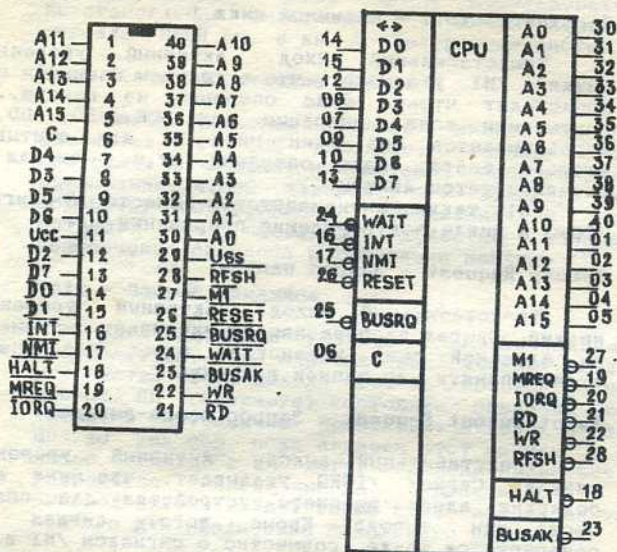 A11 1 40 A10
A12 2 39 A9
A13 3 38 A8
A14 4 37 A7
A15 5 36 A6
C 6 35 A5
D4 7 34 A4
D3 8 33 A3
D5 9 32 A2
D6 10 31 A1
UCC 11 30 A0
D2 12 29 USS
D7 13 28 RFSH
D0 14 27 M1
D1 15 26 RESET
INT 16 25 BUSRQ
NMI 17 24 WAIT
HALT 18 23 BUSAK
MREQ 19 22 WR
IORQ 20 21 RD
↔ CPU
14 D0
15 D1
12 D2
08 D3
07 D4
09 D5
10 D6
13 D7
24 WAIT
16 INT
17 NMI
26 RESET
25 BUSRQ
06 C
A0 30
A1 31
A2 32
A3 33
A4 34
A5 35
A6 36
A7 37
A8 38
A9 39
A10 40
A11 01
A12 02
A13 03
A14 04
A15 05
M1 27
MREQ 19
IORQ 20
RD 21
WR 22
RFSH 28
HALT 18
BUSAK 23